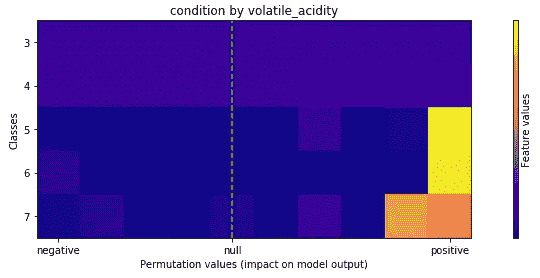 condition by volatile_acidity
3
4
5
6
7
Classes
negative
null
positive
Permutation values (impact on model output)
Feature values